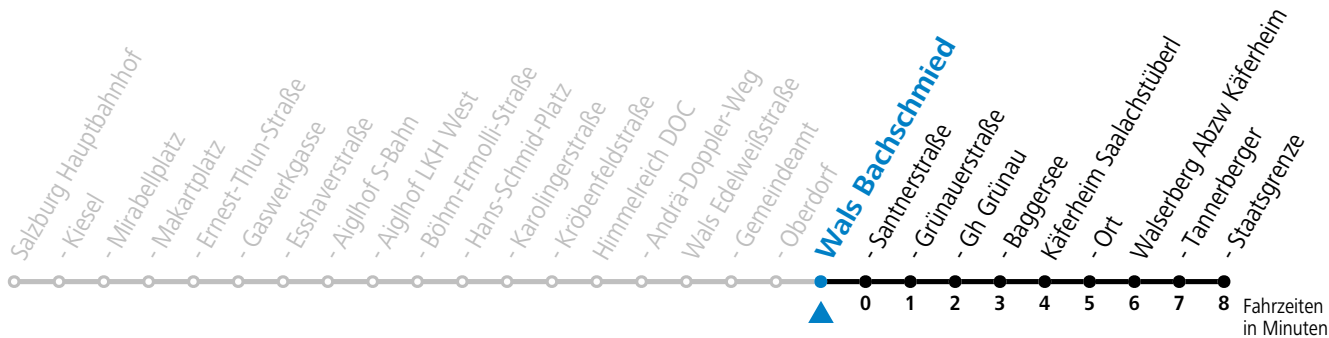 Salzburg Hauptbahnhof
- Kiesel
- Mirabellplatz
- Makartplatz
- Ernest-Thun-Straße
- Gaswerkgasse
- Esshaverstraße
- Aiglhof S-Bahn
- Aiglhof LKH West
- Böhm-Ermolli-Straße
- Hans-Schmid-Platz
- Karolingerstraße
- Kröbenfeldstraße
Himmelreich DOC
- Andrä-Doppler-Weg
Wals Edelweißstraße
- Gemeindeamt
- Oberdorf
Wals Bachschmied
- Santnerstraße
- Grünauerstraße
- Gh Grünau
- Baggersee
Käferheim Saalachstüberl
- Ort
Walserberg Abzw Käferheim
- Tannerberger
- Staatsgrenze
0 1 2 3 4 5 6 7 8
Fahrzeiten
in Minuten